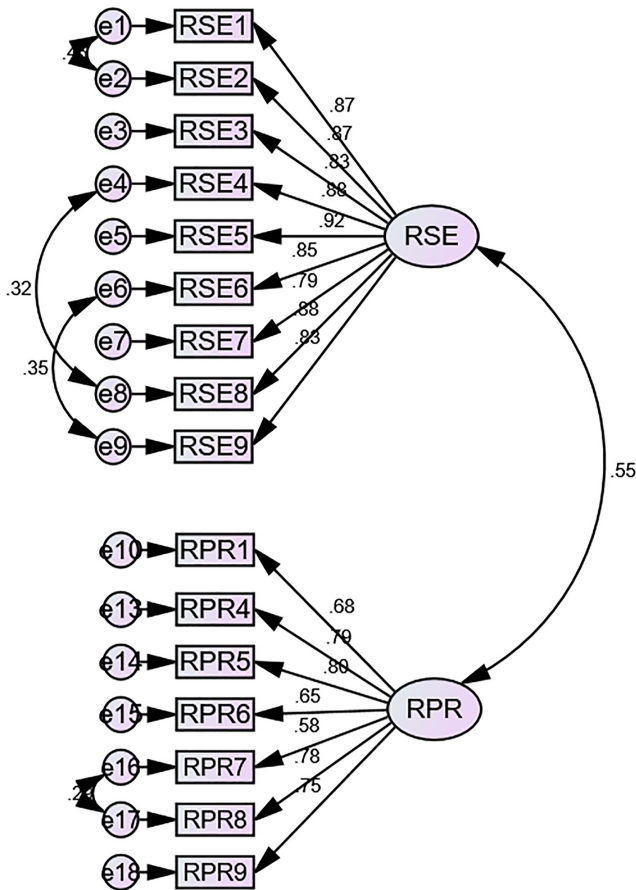 e1 RSE1
e2 RSE2
.87
e3 RSE3
.87
.83
e4 RSE4
.88
.92
e5 RSE5
RSE
.85
.32
e6 RSE6
.79
.88
e7 RSE7
.83
.35
e8 RSE8
e9 RSE9
.55
e10 RPR1
e13 RPR4
.68
.79
e14 RPR5
.80
e15 RPR6
.65
RPR
.58
e16 RPR7
.78
.75
e17 RPR8
e18 RPR9